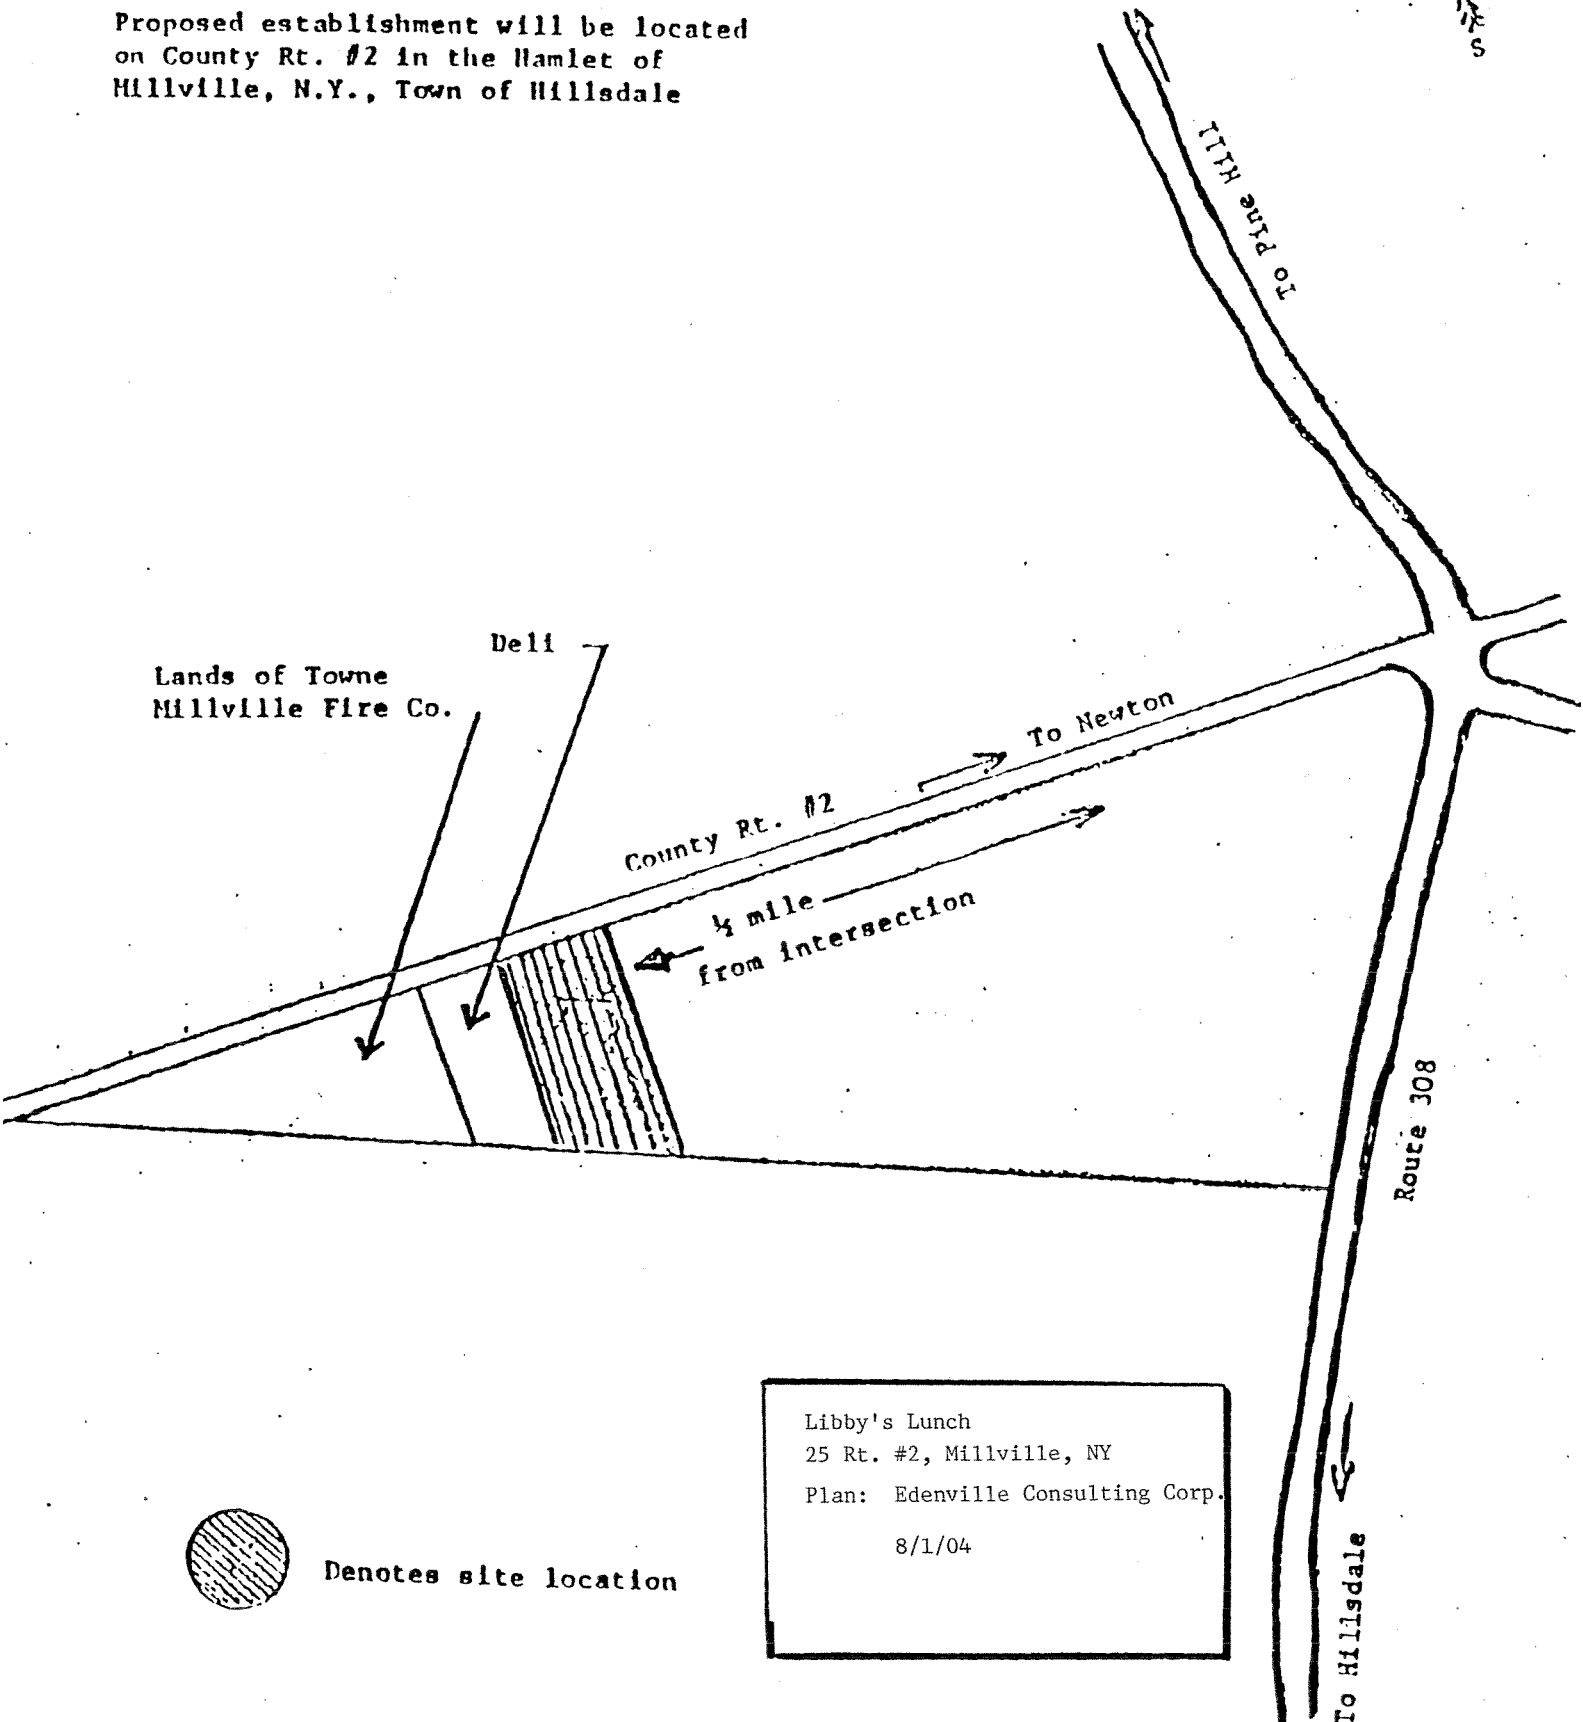 Proposed establishment will be located
on County Rt. #2 in the Hamlet of
Millville, N.Y., Town of Hillsdale
S
To Pine Hill
Deli
Lands of Towne
Millville Fire Co.
To Newton
County Rt. #2
½ mile
from intersection
Route 308
Libby's Lunch
25 Rt. #2, Millville, NY
Plan: Edenville Consulting Corp.
8/1/04
Denotes site location
To Hillsdale